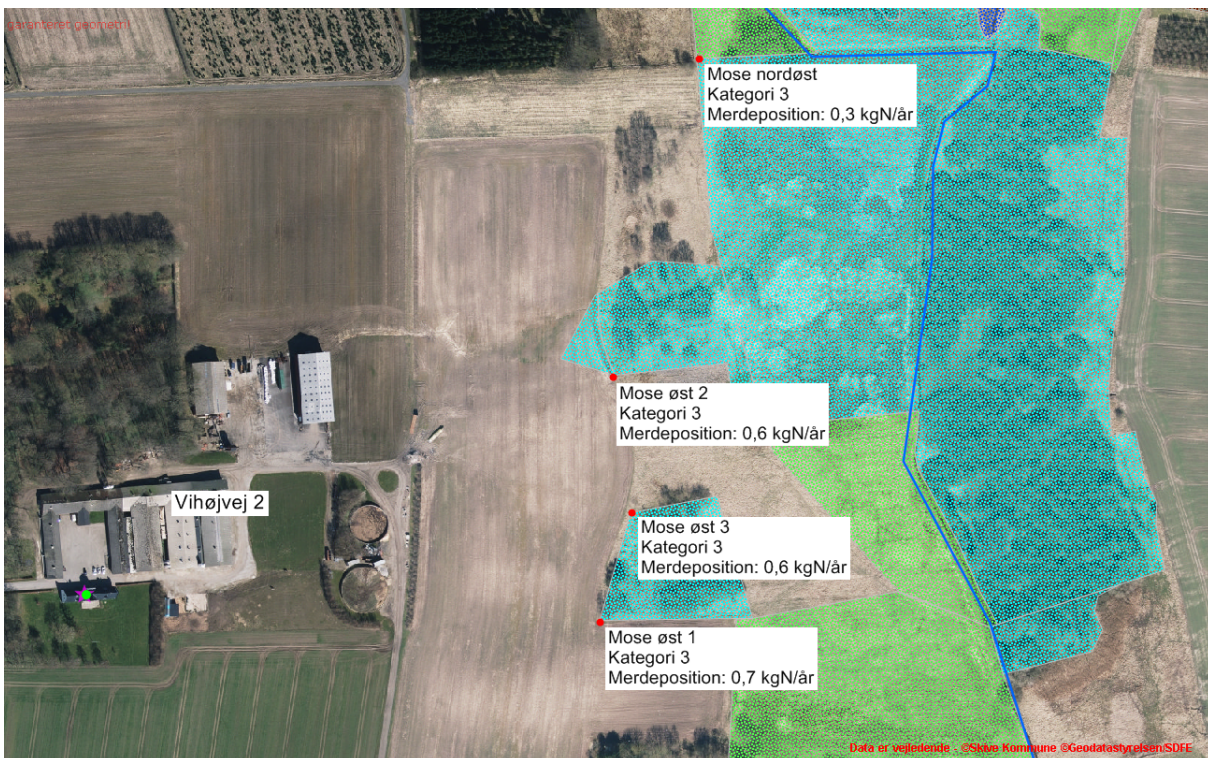 garanteret geometri !
Mose nordøst
Kategori 3
Merdeposition: 0,3 kgN/år
Mose øst 2
Kategori 3
Merdeposition: 0,6 kgN/år
Vihøjvej 2
Mose øst 3
Kategori 3
Merdeposition: 0,6 kgN/år
Mose øst 1
Kategori 3
Merdeposition: 0,7 kgN/år
Data er vejledende - ©Skive Kommune ©Geodatastyrelsen/SDFE